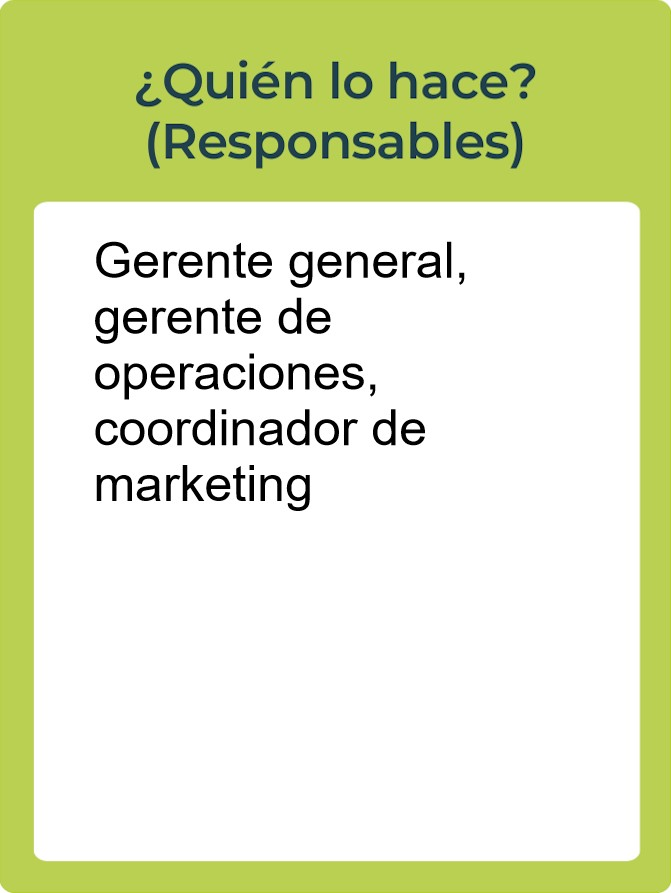 ¿Quién lo hace?
(Responsables)
Gerente general,
gerente de
operaciones,
coordinador de
marketing